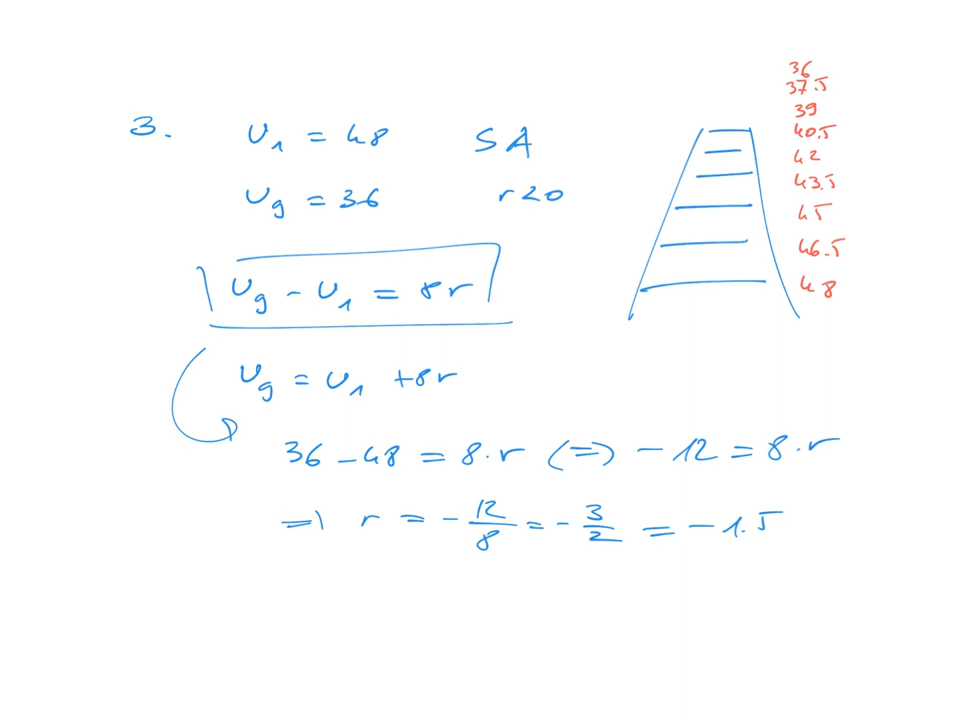 3. U₁ = 48 SA
U₉ = 36 r<0
U₉ - U₁ = 8r
U₉ = U₁ + 8r
36 - 48 = 8·r (=) - 12 = 8·r
=) r = - 12/8 = - 3/2 = - 1.5
36
37.5
39
40.5
42
43.5
45
46.5
48